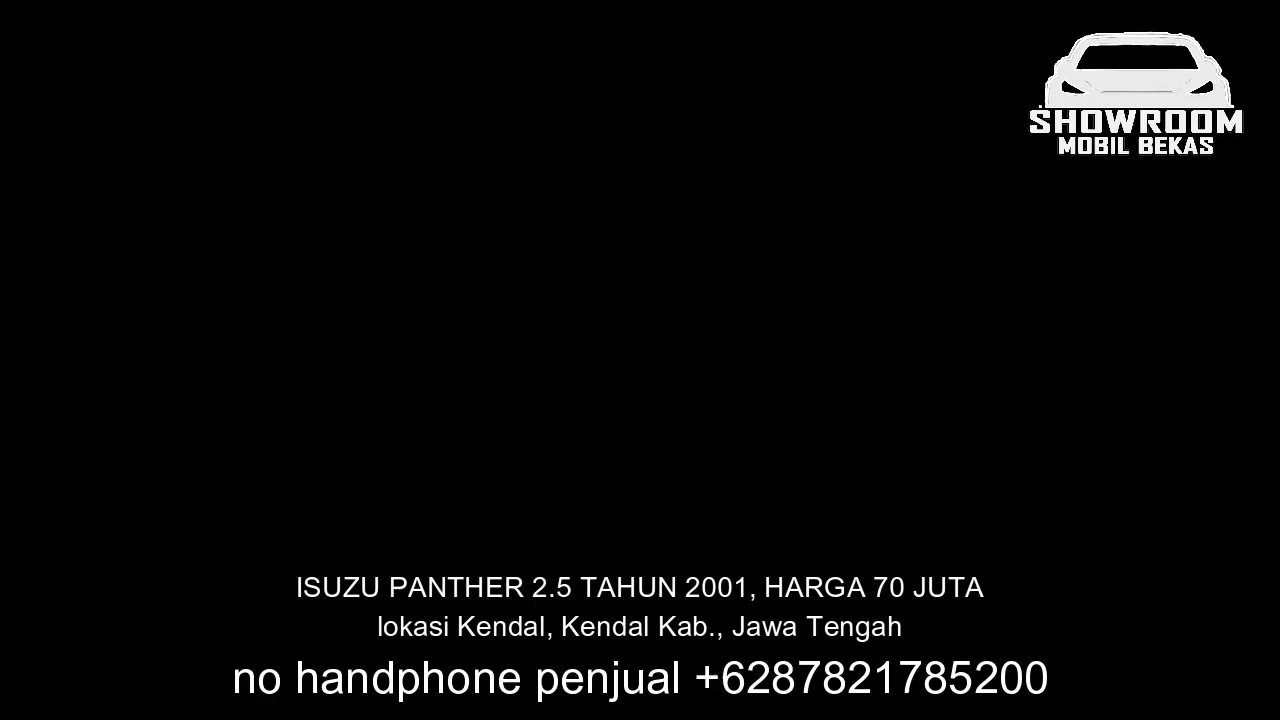 SHOWROOM
MOBIL BEKAS
ISUZU PANTHER 2.5 TAHUN 2001, HARGA 70 JUTA
lokasi Kendal, Kendal Kab., Jawa Tengah
no handphone penjual +6287821785200